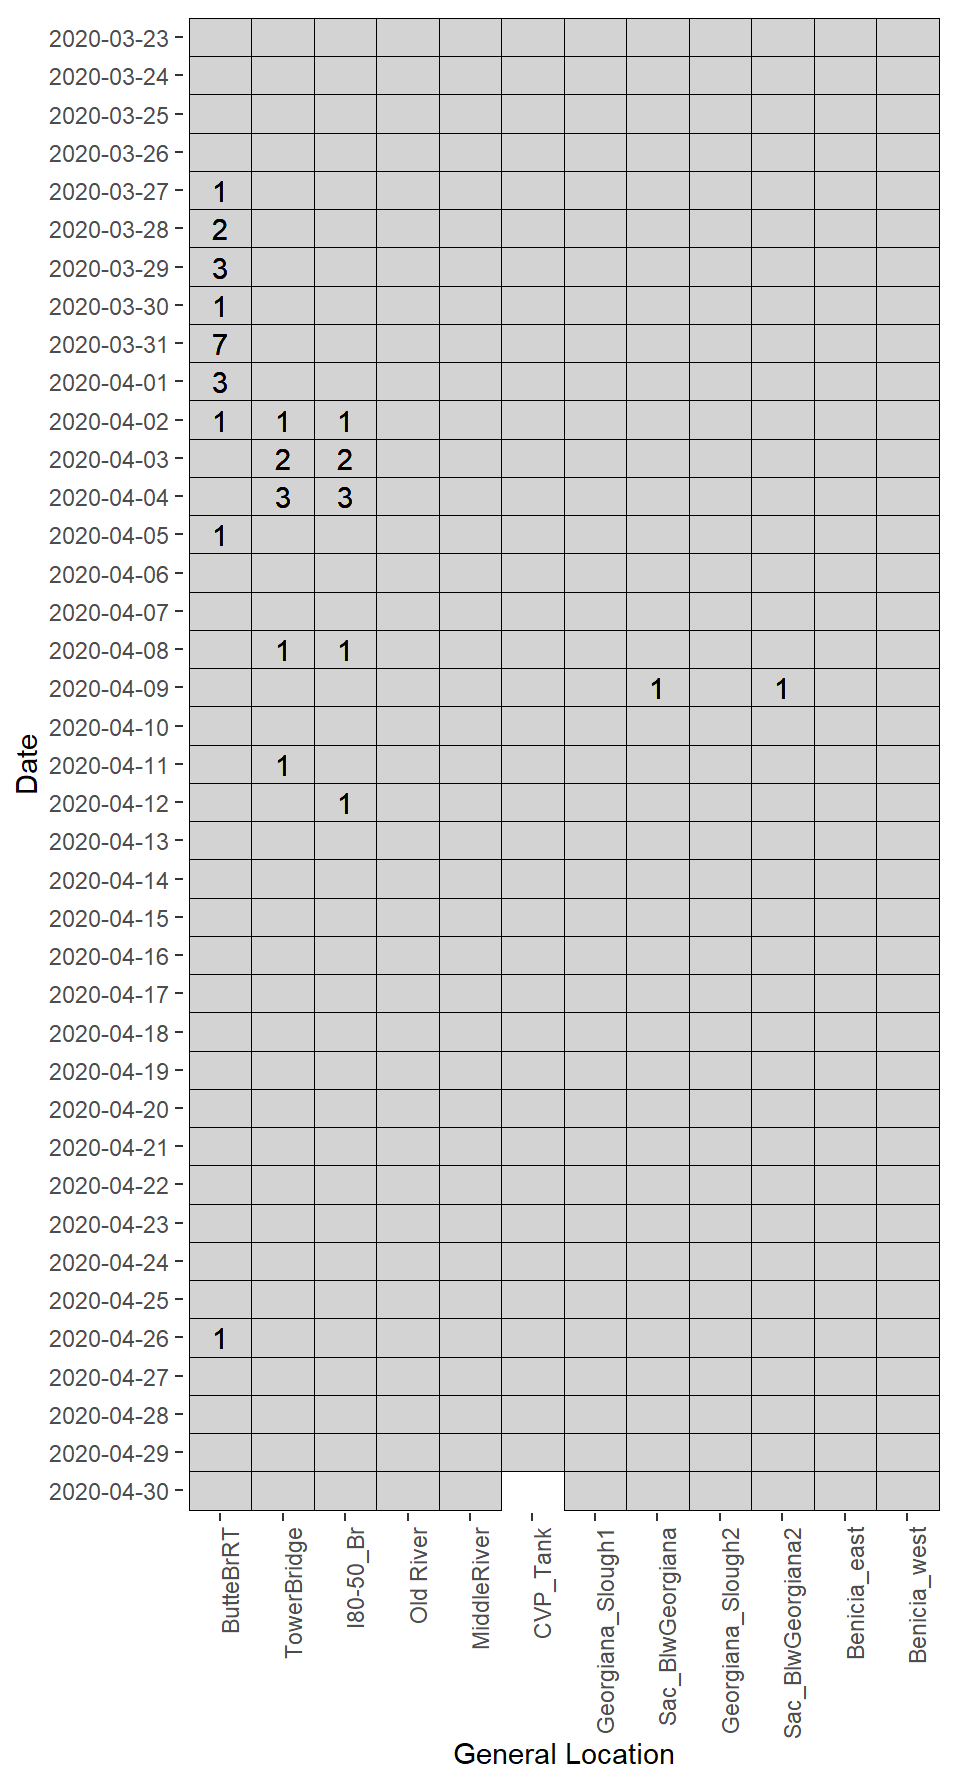 2020-03-23
2020-03-24
2020-03-25
2020-03-26
2020-03-27 1
2020-03-28 2
2020-03-29 3
2020-03-30 1
2020-03-31 7
2020-04-01 3
2020-04-02 1 1 1
2020-04-03 2 2
2020-04-04 3 3
2020-04-05 1
2020-04-06
2020-04-07
2020-04-08 1 1
2020-04-09 1 1
2020-04-10
2020-04-11 1
2020-04-12 1
2020-04-13
2020-04-14
2020-04-15
2020-04-16
2020-04-17
2020-04-18
2020-04-19
2020-04-20
2020-04-21
2020-04-22
2020-04-23
2020-04-24
2020-04-25
2020-04-26 1
2020-04-27
2020-04-28
2020-04-29
2020-04-30
Date
ButteBrRT
TowerBridge
I80-50_Br
Old River
MiddleRiver
CVP_Tank
Georgiana_Slough1
Sac_BlwGeorgiana
Georgiana_Slough2
Sac_BlwGeorgiana2
Benicia_east
Benicia_west
General Location